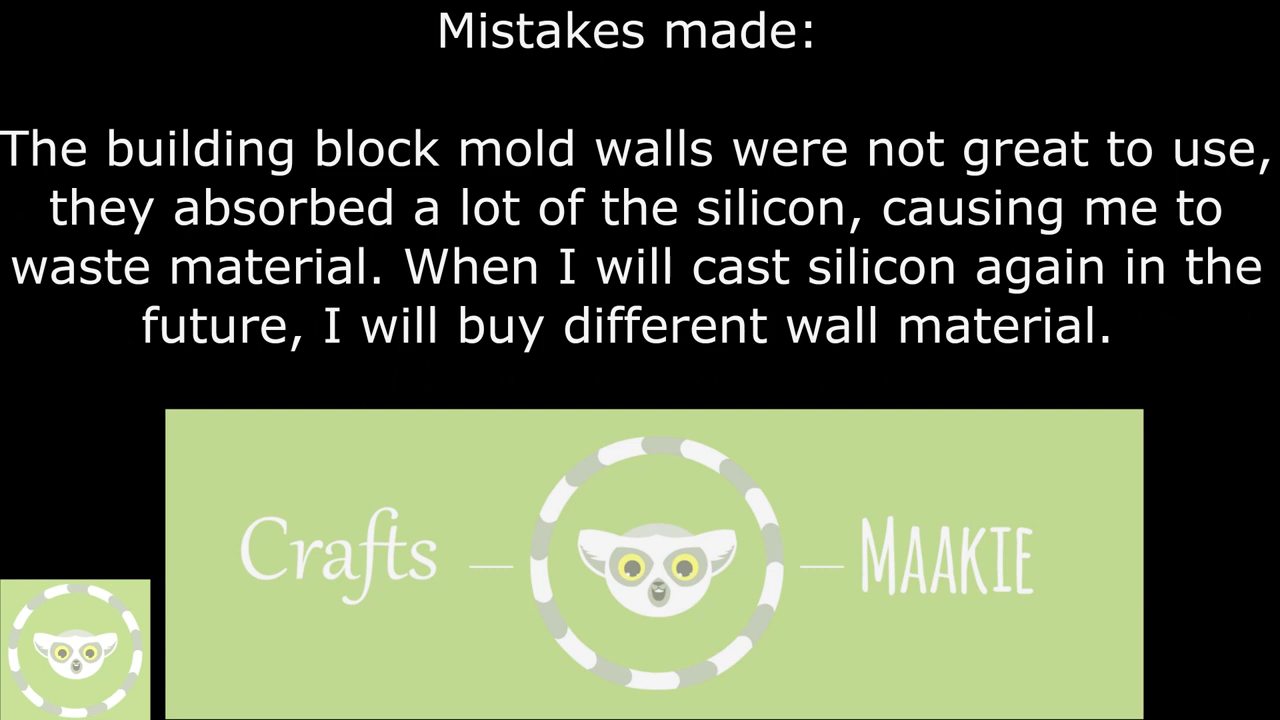 Mistakes made:
The building block mold walls were not great to use,
they absorbed a lot of the silicon, causing me to
waste material. When I will cast silicon again in the
future, I will buy different wall material.
Crafts — — MAAKIE